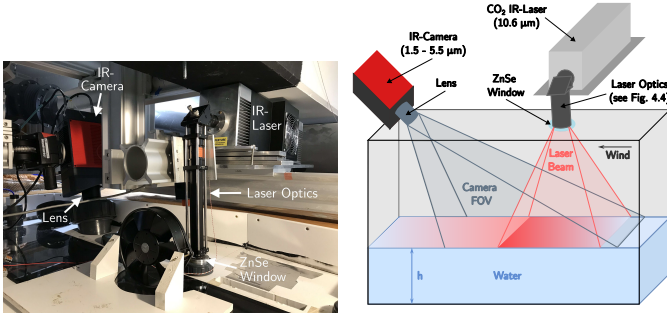 IR-
Camera
IR-
Laser
Laser Optics
Lens
ZnSe
Window
CO₂ IR-Laser
(10.6 µm)
IR-Camera
(1.5 - 5.5 µm)
Lens
ZnSe
Window
Laser Optics
(see Fig. 4.4)
Wind
Laser
Beam
Camera
FOV
h
Water